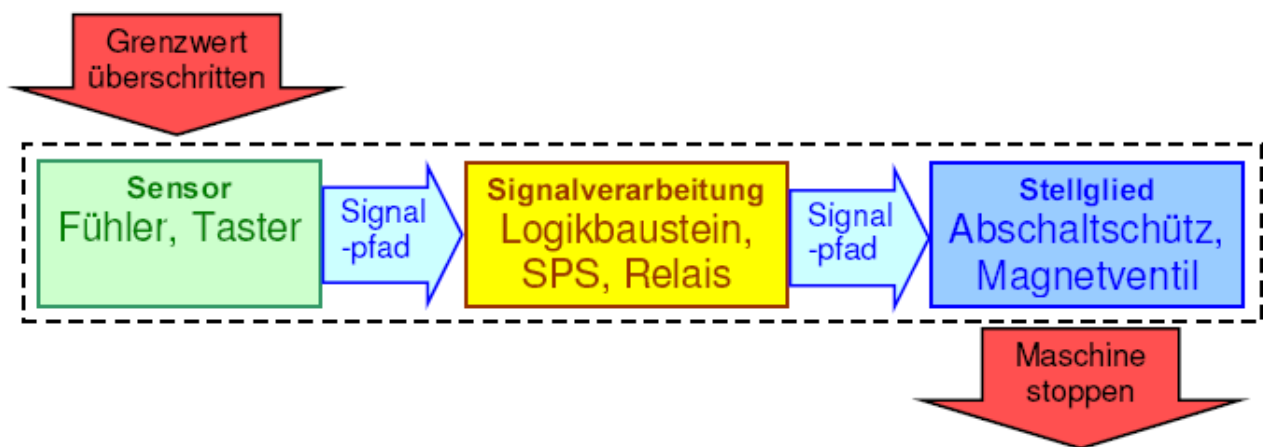 Grenzwert
überschritten
Sensor
Fühler, Taster
Signal
-pfad
Signalverarbeitung
Logikbaustein,
SPS, Relais
Signal
-pfad
Stellglied
Abschaltschütz,
Magnetventil
Maschine
stoppen